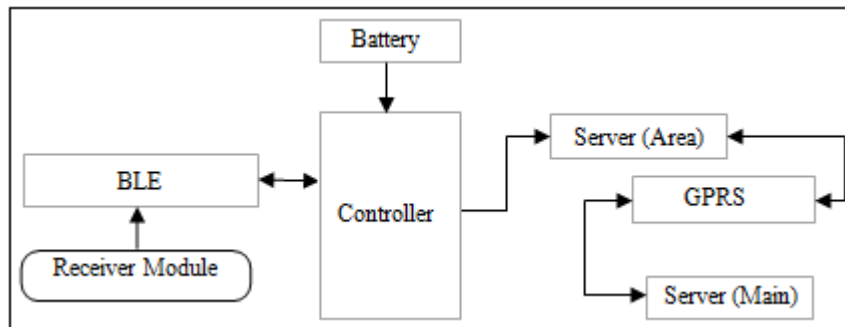 Battery
Server (Area)
BLE
GPRS
Controller
Receiver Module
Server (Main)